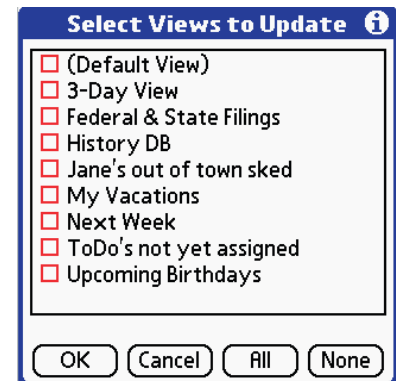 Select Views to Update i
(Default View)
3-Day View
Federal & State Filings
History DB
Jane's out of town sked
My Vacations
Next Week
ToDo's not yet assigned
Upcoming Birthdays
OK Cancel All None